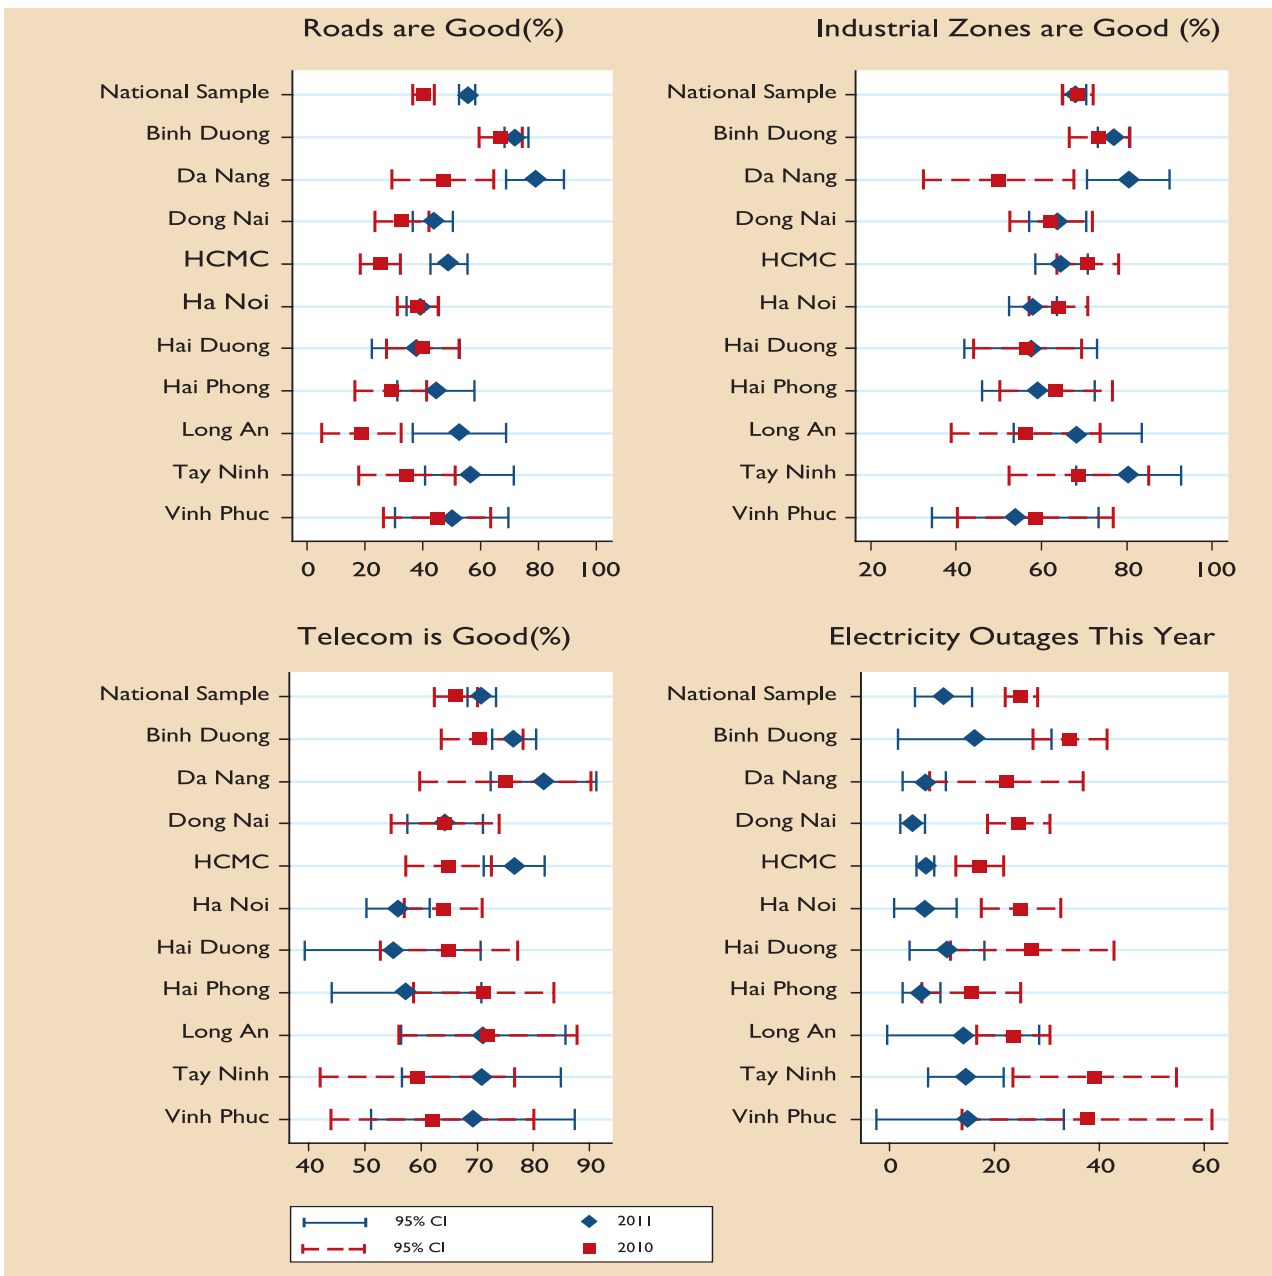 Roads are Good(%)
National Sample
Binh Duong
Da Nang
Dong Nai
HCMC
Ha Noi
Hai Duong
Hai Phong
Long An
Tay Ninh
Vinh Phuc
0 20 40 60 80 100
Industrial Zones are Good (%)
National Sample
Binh Duong
Da Nang
Dong Nai
HCMC
Ha Noi
Hai Duong
Hai Phong
Long An
Tay Ninh
Vinh Phuc
20 40 60 80 100
Telecom is Good(%)
National Sample
Binh Duong
Da Nang
Dong Nai
HCMC
Ha Noi
Hai Duong
Hai Phong
Long An
Tay Ninh
Vinh Phuc
40 50 60 70 80 90
Electricity Outages This Year
National Sample
Binh Duong
Da Nang
Dong Nai
HCMC
Ha Noi
Hai Duong
Hai Phong
Long An
Tay Ninh
Vinh Phuc
0 20 40 60
95% CI 2011
95% CI 2010